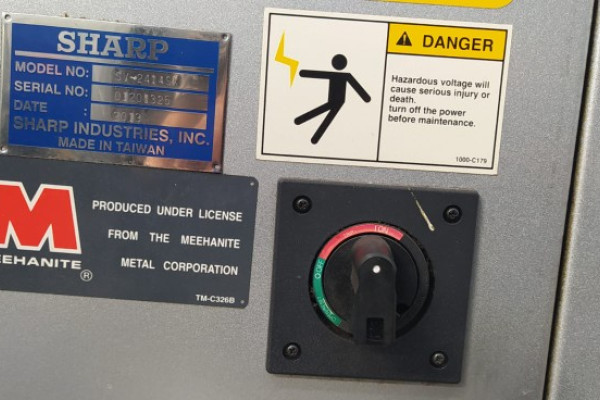 SHARP
MODEL NO:
SERIAL NO:
DATE : 2013
SHARP INDUSTRIES, INC.
MADE IN TAIWAN
DANGER
Hazardous voltage will
cause serious injury or
death.
turn off the power
before maintenance.
1000-C179
M
MEEHANITE ®
PRODUCED UNDER LICENSE
FROM THE MEEHANITE
METAL CORPORATION
TM-C326B
ION